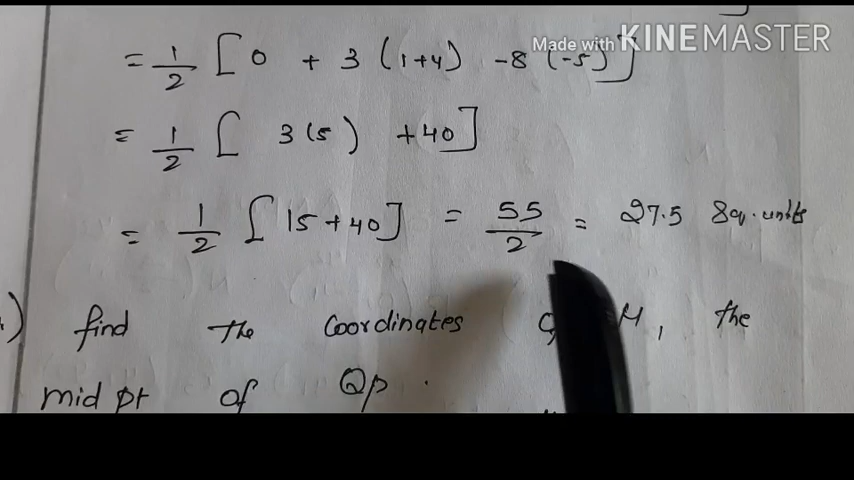 Made with KINEMASTER
= 1/2 [ 0 + 3 (1+4) -8 (-5) ]
= 1/2 [ 3(5) +40 ]
= 1/2 [ 15 + 40 ] = 55/2 = 27.5 Sq. units
) find the coordinates M, the
mid pt of QP.